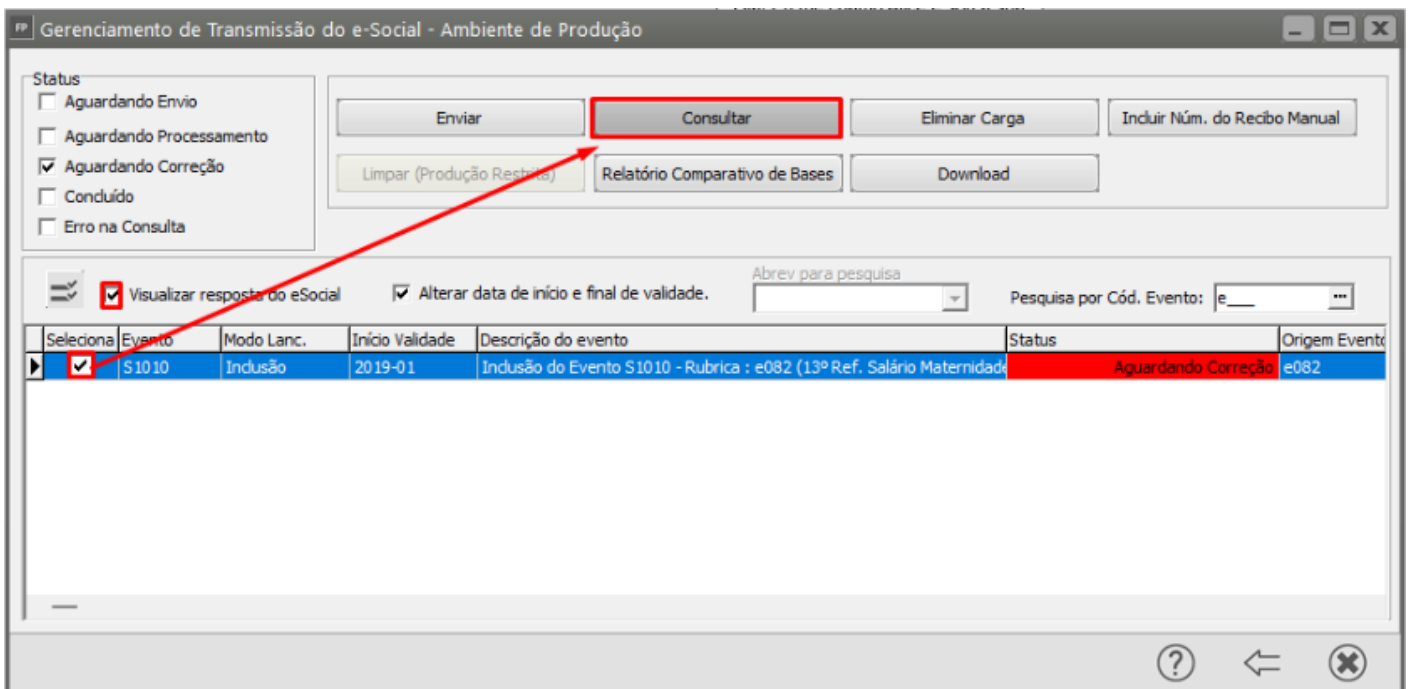 FP Gerenciamento de Transmissão do e-Social - Ambiente de Produção
Status
Aguardando Envio
Aguardando Processamento
Aguardando Correção
Concluído
Erro na Consulta
Enviar Consultar Eliminar Carga Incluir Núm. do Recibo Manual
Limpar (Produção Restrita) Relatório Comparativo de Bases Download
Visualizar resposta do eSocial Alterar data de início e final de validade. Abrev para pesquisa Pesquisa por Cód. Evento: e___
Seleciona Evento Modo Lanc. Início Validade Descrição do evento Status Origem Evento
S1010 Inclusão 2019-01 Inclusão do Evento S1010 - Rubrica : e082 (13º Ref. Salário Maternidade Aguardando Correção e082